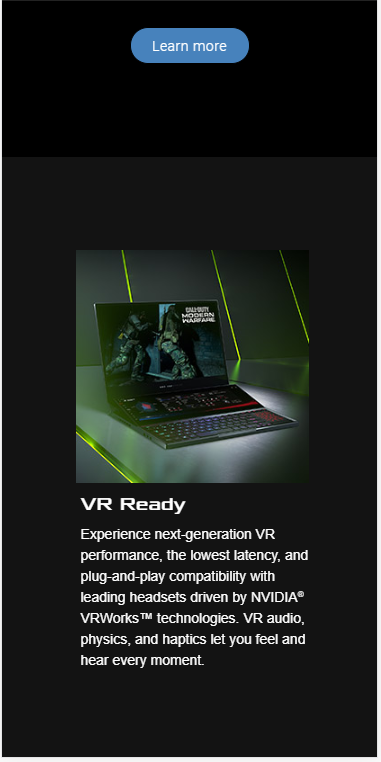 Learn more
CALL OF DUTY
MODERN
WARFARE
VR Ready
Experience next-generation VR
performance, the lowest latency, and
plug-and-play compatibility with
leading headsets driven by NVIDIA®
VRWorks™ technologies. VR audio,
physics, and haptics let you feel and
hear every moment.